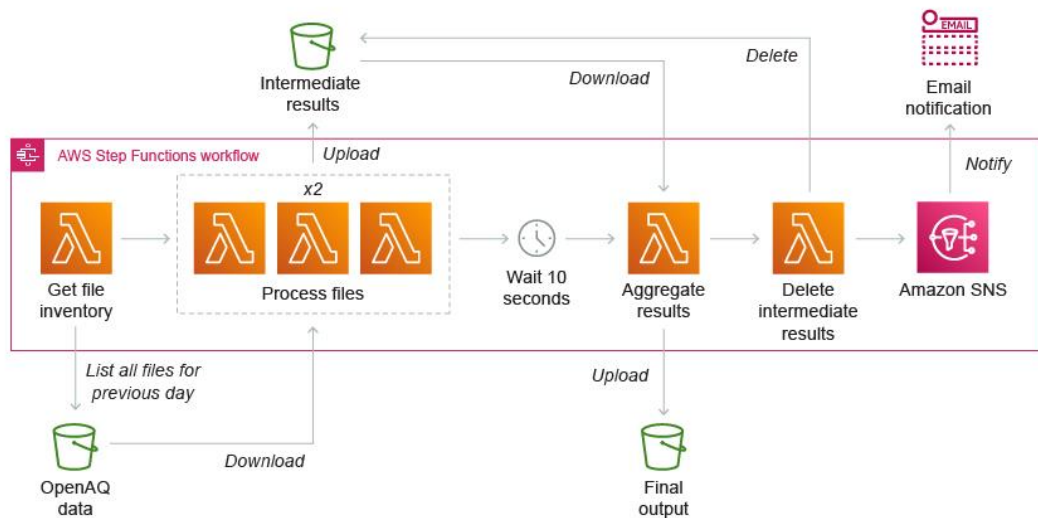 EMAIL
Intermediate
results
Download
Delete
Email
notification
AWS Step Functions workflow
Upload
Notify
x2
Get file
inventory
Process files
Wait 10
seconds
Aggregate
results
Delete
intermediate
results
Amazon SNS
List all files for
previous day
Upload
Download
OpenAQ
data
Final
output